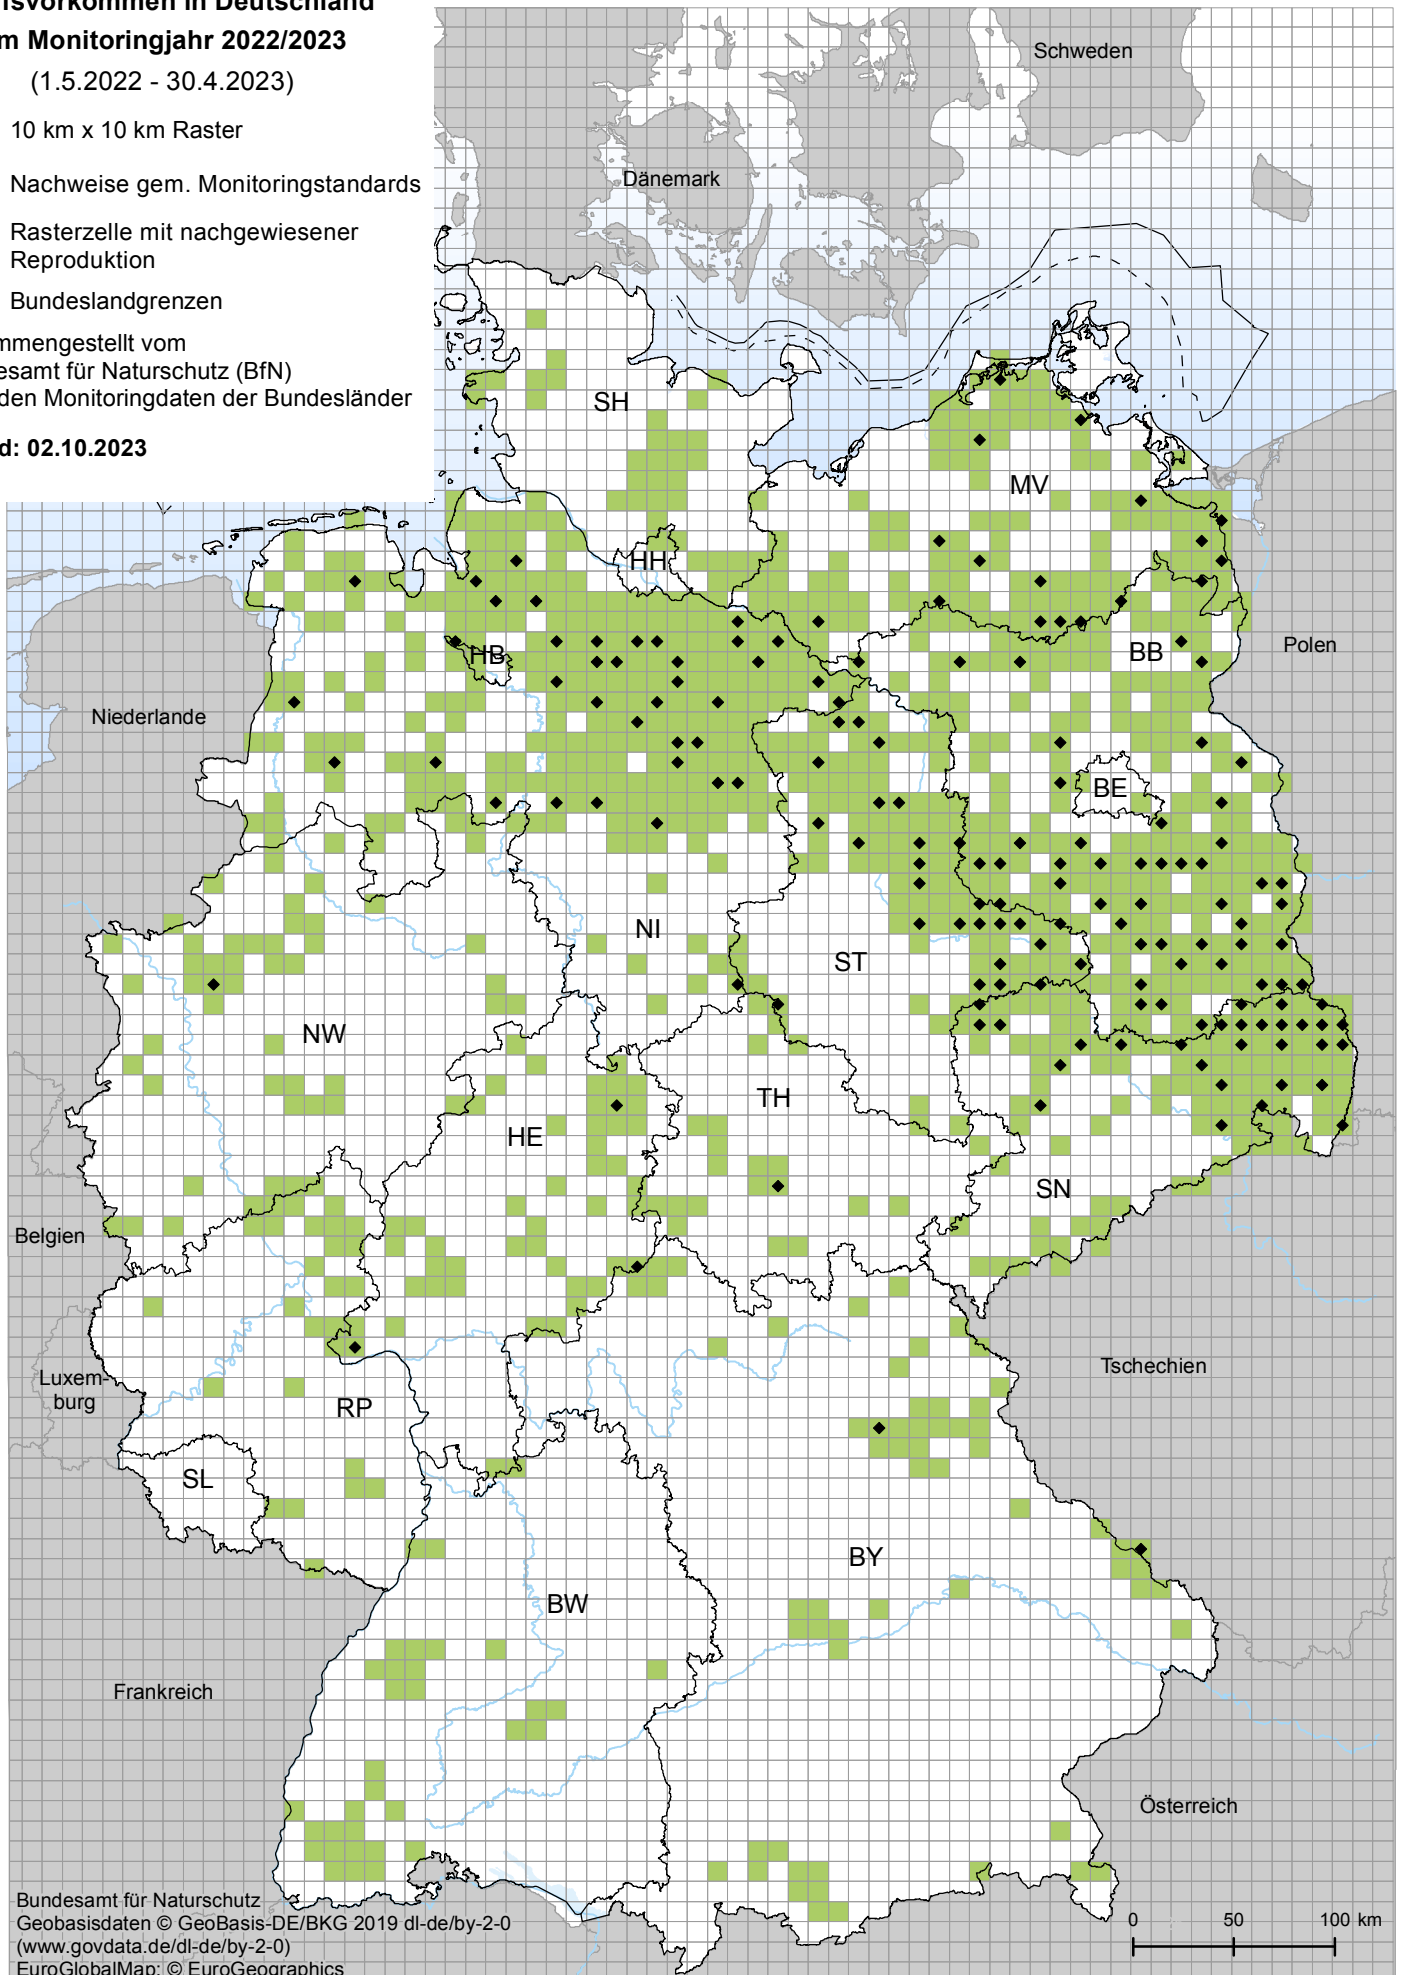 svorkommen in Deutschland
m Monitoringjahr 2022/2023
(1.5.2022 - 30.4.2023)
10 km x 10 km Raster
Nachweise gem. Monitoringstandards
Rasterzelle mit nachgewiesener
Reproduktion
Bundeslandgrenzen
mmengestellt vom
esamt für Naturschutz (BfN)
den Monitoringdaten der Bundesländer
d: 02.10.2023
Schweden
Dänemark
SH
MV
HH
HB
BB
Polen
Niederlande
BE
NI
ST
NW
TH
HE
SN
Belgien
Tschechien
Luxem-
burg
RP
SL
BY
BW
Frankreich
Österreich
Bundesamt für Naturschutz
Geobasisdaten © GeoBasis-DE/BKG 2019 dl-de/by-2-0
(www.govdata.de/dl-de/by-2-0)
EuroGlobalMap: © EuroGeographics
0 50 100 km